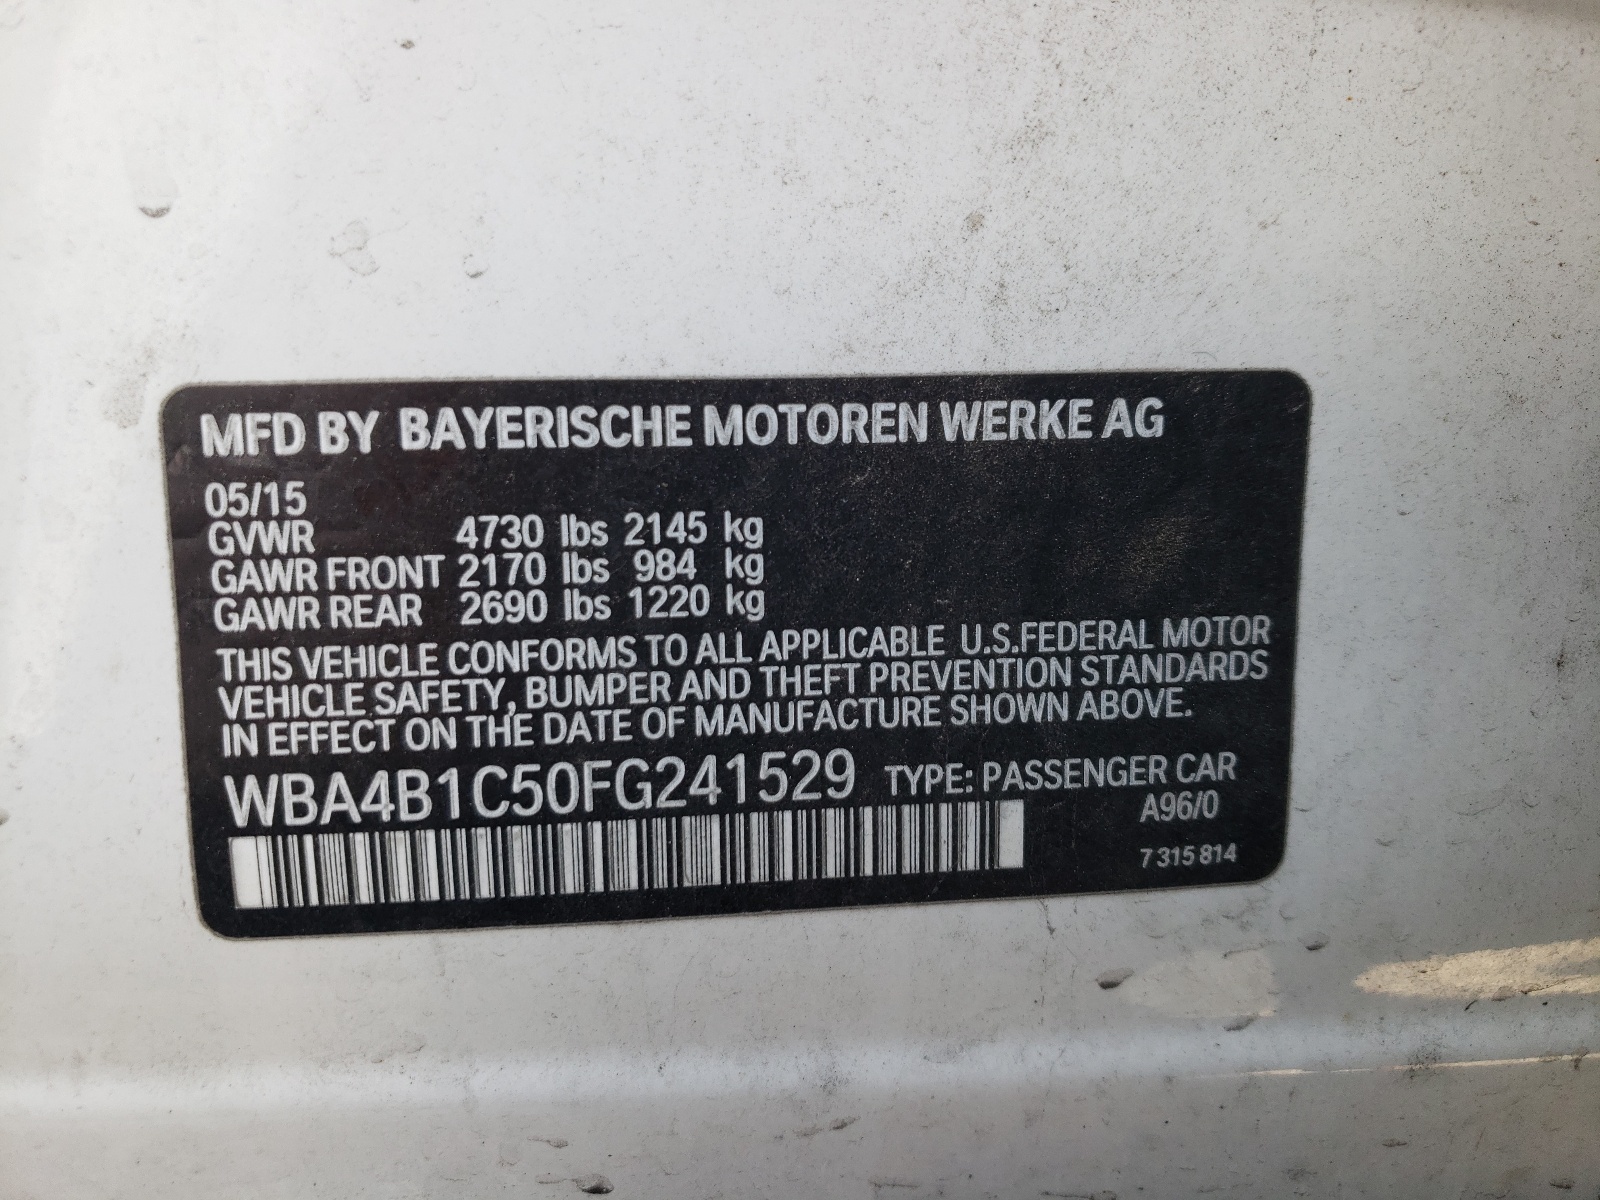 MFD BY BAYERISCHE MOTOREN WERKE AG
05/15
GVWR 4730 lbs 2145 kg
GAWR FRONT 2170 lbs 984 kg
GAWR REAR 2690 lbs 1220 kg
THIS VEHICLE CONFORMS TO ALL APPLICABLE U.S.FEDERAL MOTOR
VEHICLE SAFETY, BUMPER AND THEFT PREVENTION STANDARDS
IN EFFECT ON THE DATE OF MANUFACTURE SHOWN ABOVE.
WBA4B1C50FG241529 TYPE: PASSENGER CAR
A96/0
7 315 814